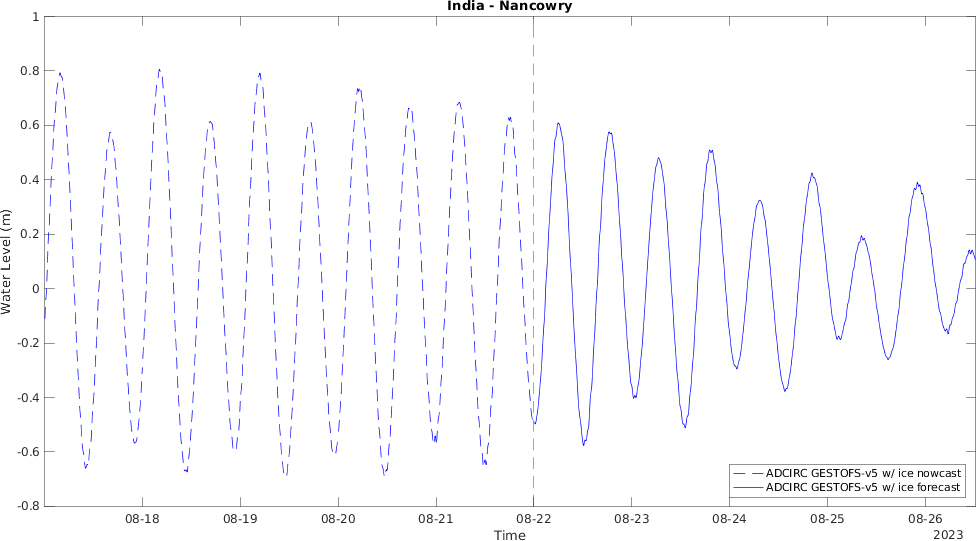 India - Nancowry
1
0.8
0.6
0.4
0.2
0
-0.2
-0.4
-0.6
-0.8
Water Level (m)
ADCIRC GESTOFS-v5 w/ ice nowcast
ADCIRC GESTOFS-v5 w/ ice forecast
08-18 08-19 08-20 08-21 08-22 08-23 08-24 08-25 08-26
Time
2023